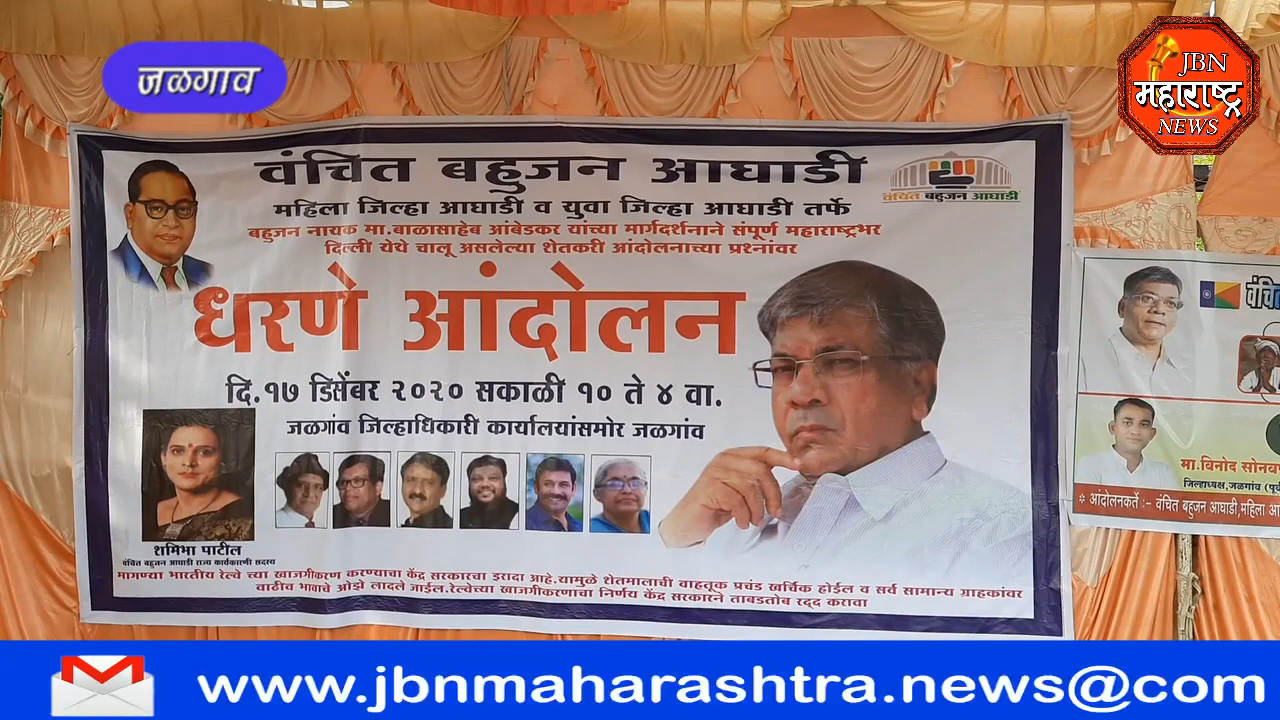 जळगाव
JBN
महाराष्ट्र
NEWS
वंचित बहुजन आघाडी
वंचित बहुजन आघाडी
महिला जिल्हा आघाडी व युवा जिल्हा आघाडी तर्फे
बहुजन नायक मा.बाळासाहेब आंबेडकर यांच्या मार्गदर्शनाने संपूर्ण महाराष्ट्रभर
दिल्ली येथे चालू असलेल्या शेतकरी आंदोलनाच्या प्रश्नांवर
धरणे आंदोलन
दि.१७ डिसेंबर २०२० सकाळी १० ते ४ वा.
जळगांव जिल्हाधिकारी कार्यालयांसमोर जळगांव
शमिभा पाटील
वंचित बहुजन आघाडी राज्य कार्यकारणी सदस्य
मागण्या भारतीय रेल्वे च्या खाजगीकरण करण्याचा केंद्र सरकारचा इरादा आहे.यामुळे शेतमालाची वाहतूक प्रचंड खर्चिक होईल व सर्व सामान्य ग्राहकांवर
वाढीव भावाचे ओझे लादले जाईल.रेल्वेच्या खाजगीकरणाचा निर्णय केंद्र सरकारने ताबडतोब रद्द करावा
मा.विनोद सोनव
जिल्हाध्यक्ष,जळगांव (पूर्व
* आंदोलनकर्ते :- वंचित बहुजन आघाडी,महिला आ
www.jbnmaharashtra.news@com